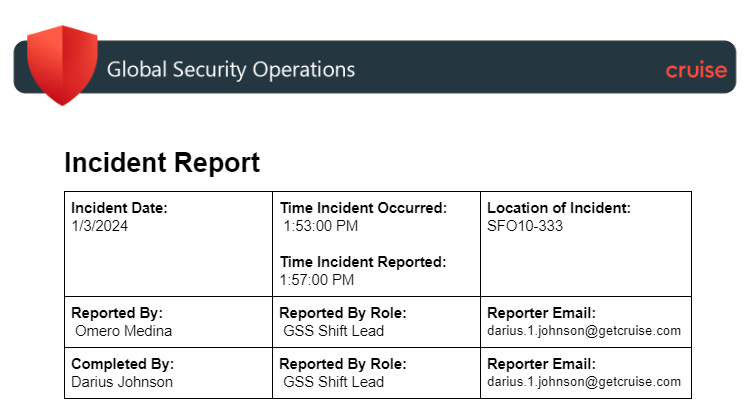 Global Security Operations
cruise
Incident Report
Incident Date:
1/3/2024
Time Incident Occurred:
1:53:00 PM
Time Incident Reported:
1:57:00 PM
Location of Incident:
SFO10-333
Reported By:
Omero Medina
Reported By Role:
GSS Shift Lead
Reporter Email:
darius.1.johnson@getcruise.com
Completed By:
Darius Johnson
Reported By Role:
GSS Shift Lead
Reporter Email:
darius.1.johnson@getcruise.com